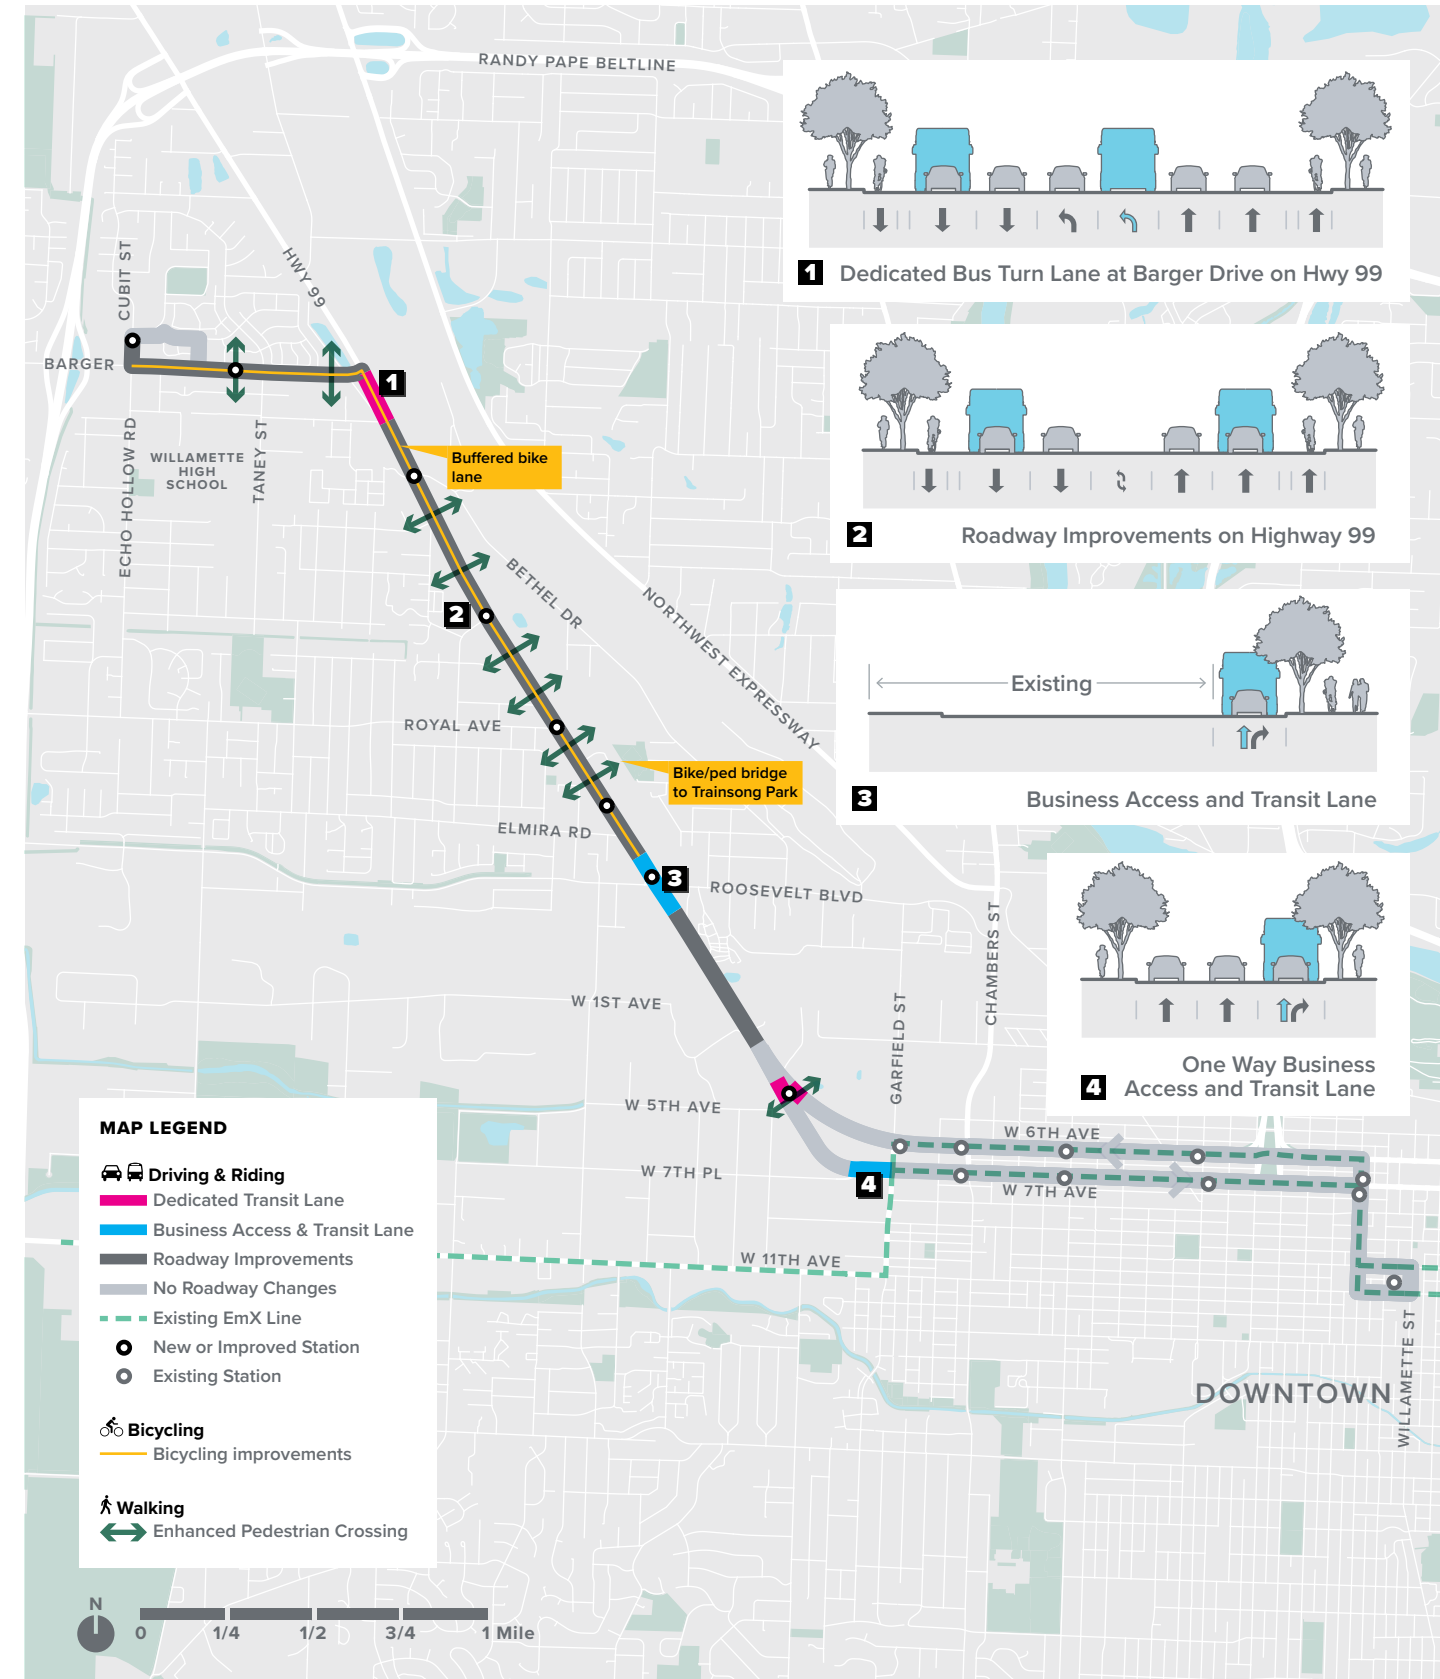 RANDY PAPE BELTLINE
HWY 99
CUBIT ST
BARGER
ECHO HOLLOW RD
WILLAMETTE
HIGH
SCHOOL
TANEY ST
1
Buffered bike
lane
BETHEL DR
2
NORTHWEST EXPRESSWAY
ROYAL AVE
Bike/ped bridge
to Trainsong Park
ELMIRA RD
3
ROOSEVELT BLVD
CHAMBERS ST
GARFIELD ST
W 1ST AVE
W 5TH AVE
W 6TH AVE
W 7TH PL
4
W 7TH AVE
W 11TH AVE
DOWNTOWN
WILLAMETTE ST
1 Dedicated Bus Turn Lane at Barger Drive on Hwy 99
2 Roadway Improvements on Highway 99
Existing
3 Business Access and Transit Lane
One Way Business
4 Access and Transit Lane
MAP LEGEND
Driving & Riding
Dedicated Transit Lane
Business Access & Transit Lane
Roadway Improvements
No Roadway Changes
Existing EmX Line
New or Improved Station
Existing Station
Bicycling
Bicycling improvements
Walking
Enhanced Pedestrian Crossing
N
0 1/4 1/2 3/4 1 Mile